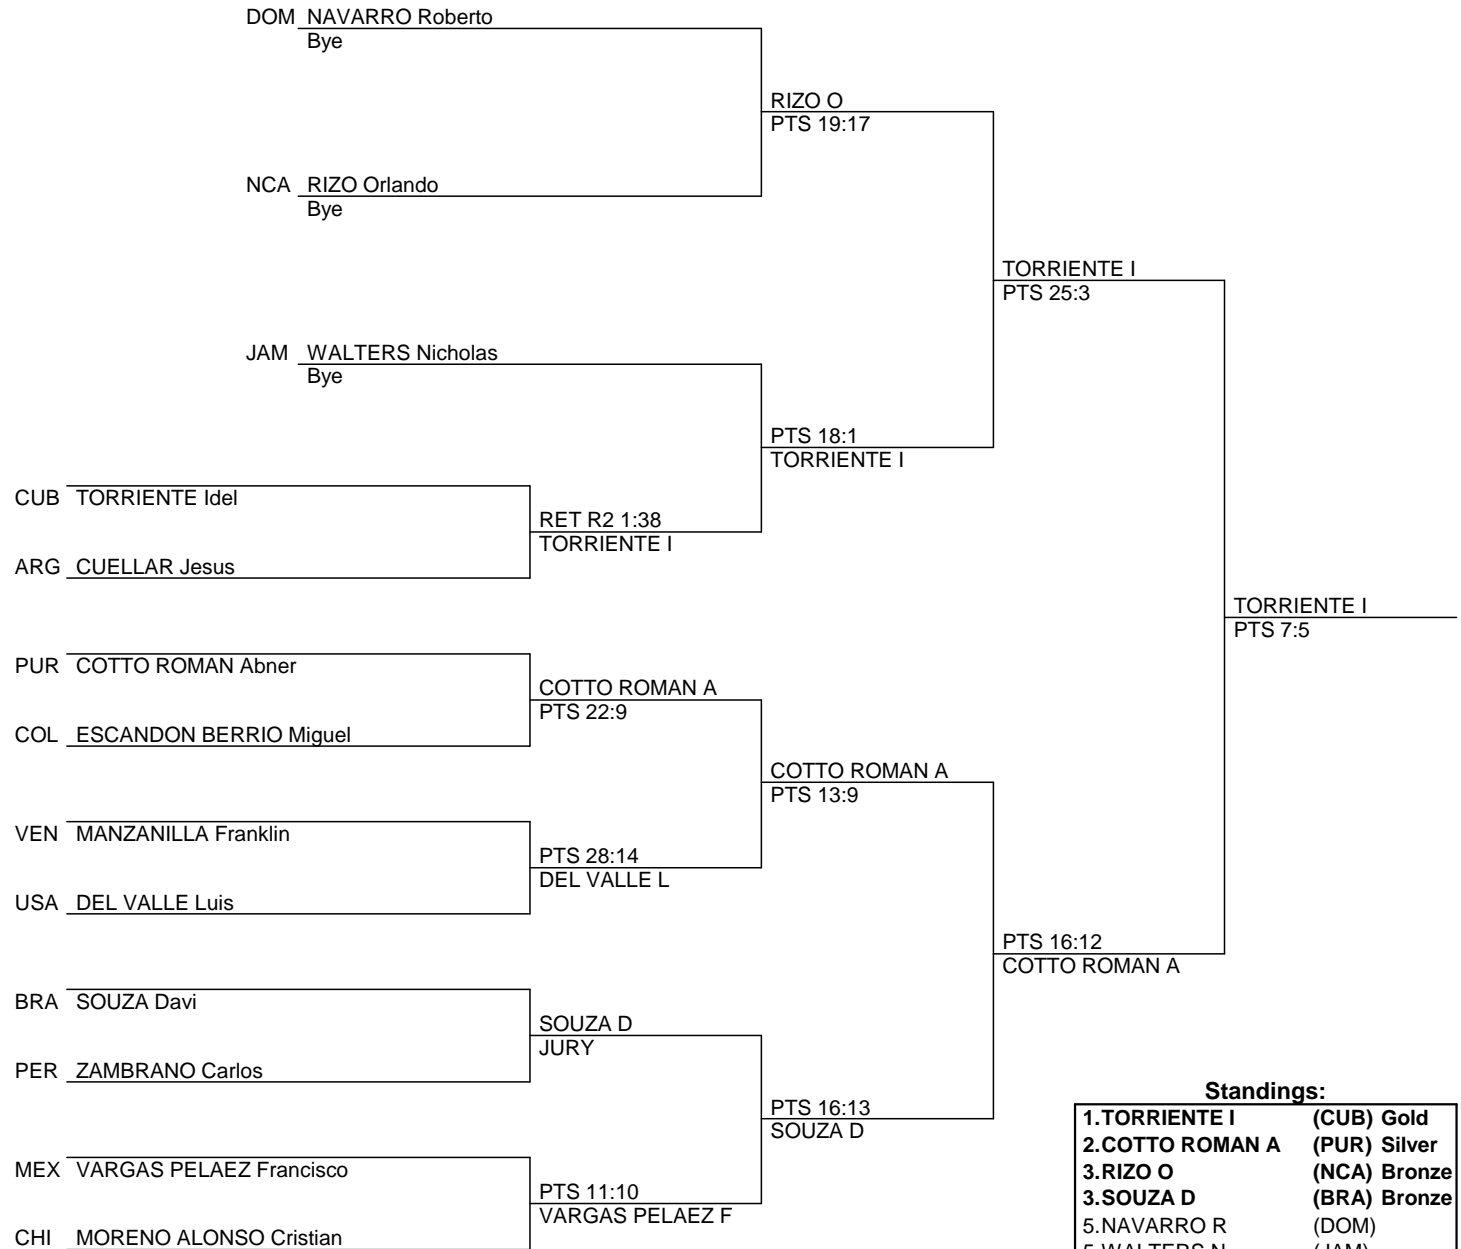 DOM NAVARRO Roberto
Bye
RIZO O
PTS 19:17
NCA RIZO Orlando
Bye
TORRIENTE I
PTS 25:3
JAM WALTERS Nicholas
Bye
PTS 18:1
TORRIENTE I
CUB TORRIENTE Idel
RET R2 1:38
TORRIENTE I
ARG CUELLAR Jesus
TORRIENTE I
PTS 7:5
PUR COTTO ROMAN Abner
COTTO ROMAN A
PTS 22:9
COL ESCANDON BERRIO Miguel
COTTO ROMAN A
PTS 13:9
VEN MANZANILLA Franklin
PTS 28:14
DEL VALLE L
USA DEL VALLE Luis
PTS 16:12
COTTO ROMAN A
BRA SOUZA Davi
SOUZA D
JURY
PER ZAMBRANO Carlos
PTS 16:13
SOUZA D
MEX VARGAS PELAEZ Francisco
PTS 11:10
VARGAS PELAEZ F
CHI MORENO ALONSO Cristian
Standings:
1.TORRIENTE I (CUB) Gold
2.COTTO ROMAN A (PUR) Silver
3.RIZO O (NCA) Bronze
3.SOUZA D (BRA) Bronze
5.NAVARRO R (DOM)
5.WALTERS N (JAM)